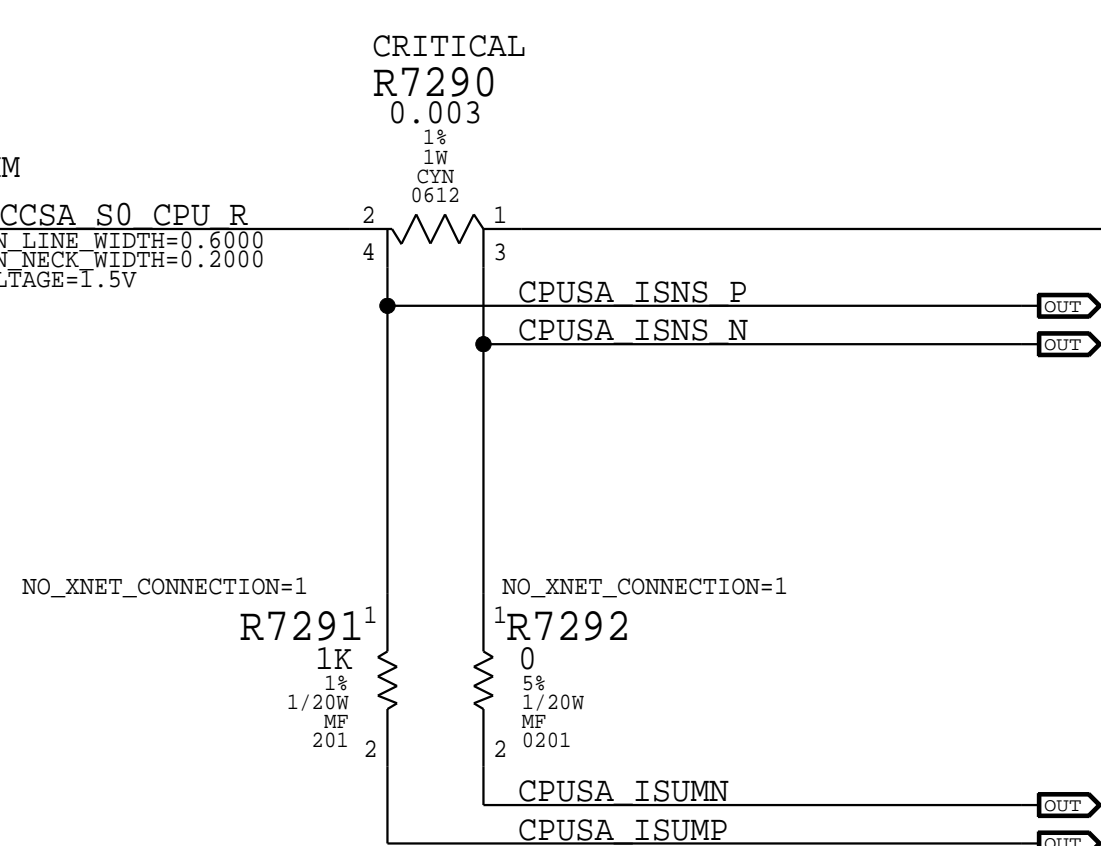 CRITICAL
R7290
0.003
1%
1W
CYN
0612
M
CCSA_S0_CPU_R
N_LINE_WIDTH=0.6000
N_NECK_WIDTH=0.2000
LTAGE=1.5V
2
1
4
3
CPUSA_ISNS_P
OUT
CPUSA_ISNS_N
OUT
NO_XNET_CONNECTION=1
R7291
1
1K
1%
1/20W
MF
201
2
NO_XNET_CONNECTION=1
1
R7292
0
5%
1/20W
MF
0201
2
CPUSA_ISUMN
OUT
CPUSA_ISUMP
OUT